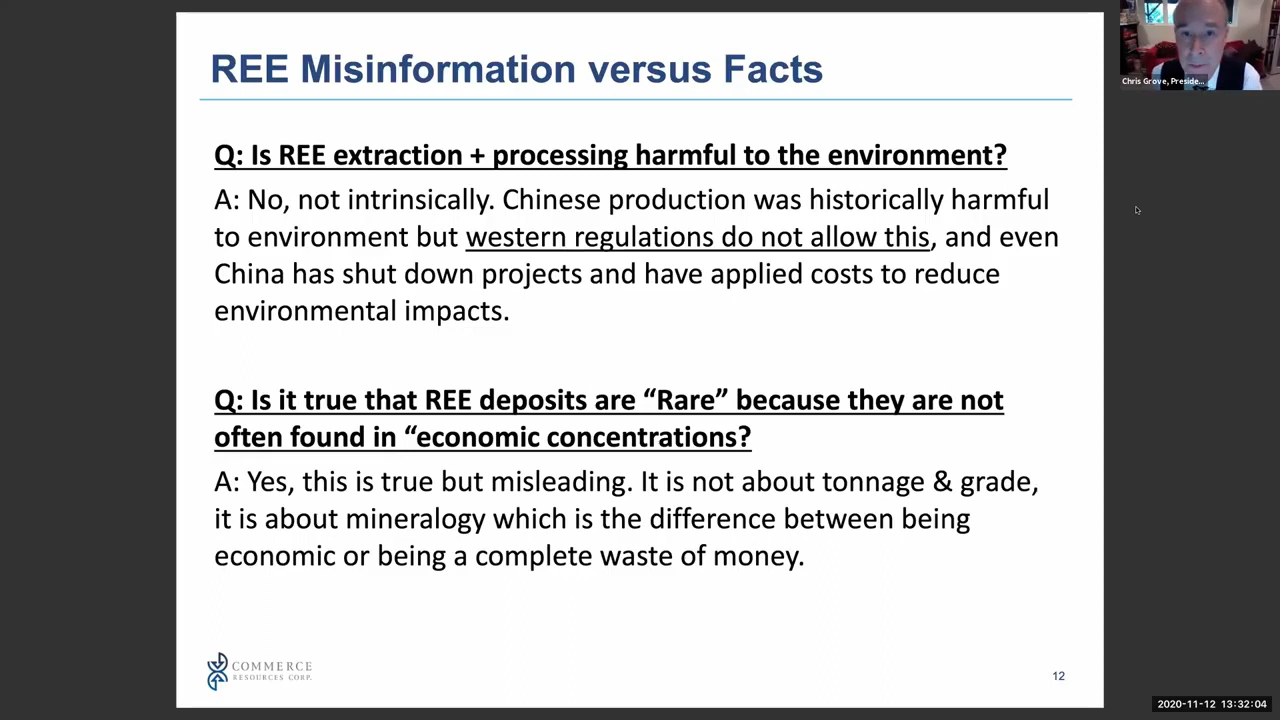 REE Misinformation versus Facts
Chris Grove, Preside...
Q: Is REE extraction + processing harmful to the environment?
A: No, not intrinsically. Chinese production was historically harmful
to environment but western regulations do not allow this, and even
China has shut down projects and have applied costs to reduce
environmental impacts.
Q: Is it true that REE deposits are “Rare” because they are not
often found in “economic concentrations?
A: Yes, this is true but misleading. It is not about tonnage & grade,
it is about mineralogy which is the difference between being
economic or being a complete waste of money.
COMMERCE
RESOURCES CORP.
12
2020-11-12 13:32:04